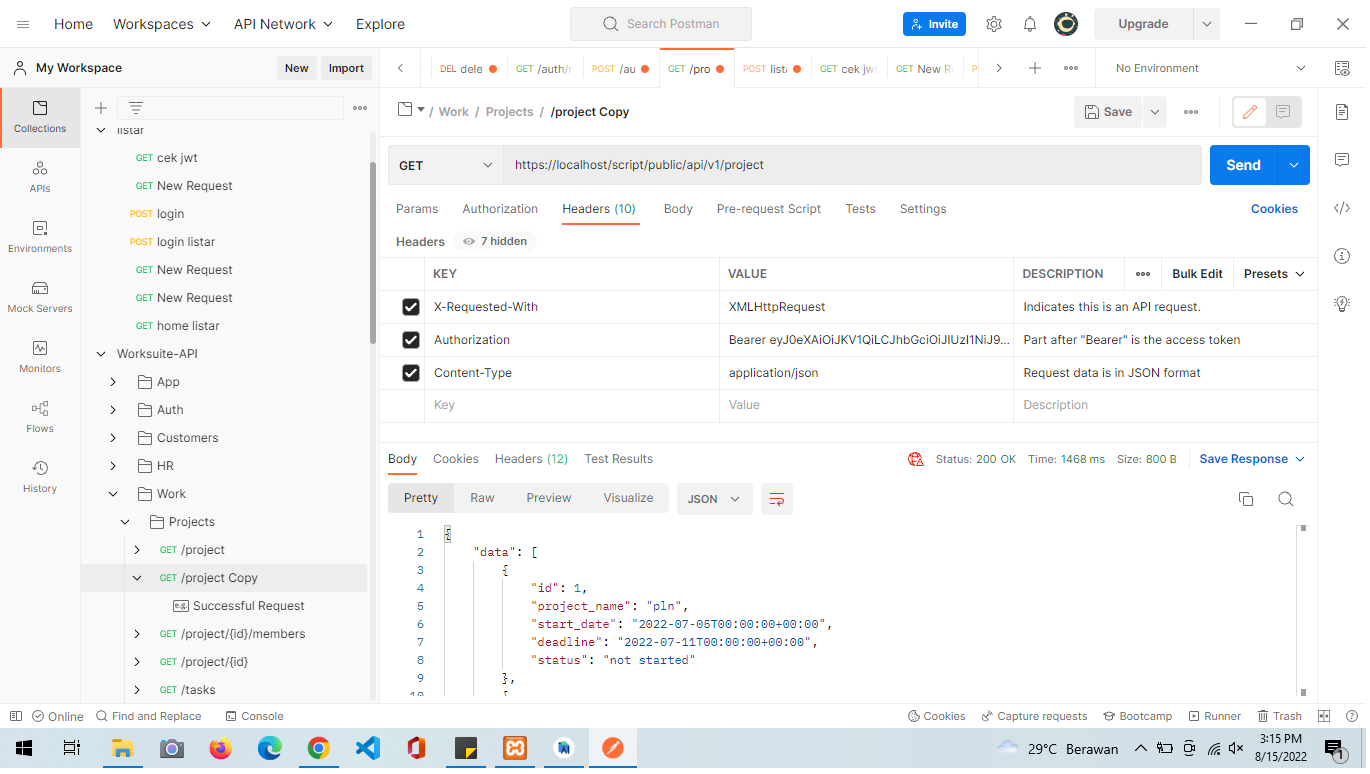 Home Workspaces API Network Explore Search Postman Invite Upgrade
My Workspace New Import DEL dele GET /auth/ POST /au GET /pro POST lista GET cek jwt GET New R No Environment
Collections
APIs
Environments
Mock Servers
Monitors
Flows
History
listar
GET cek jwt
GET New Request
POST login
POST login listar
GET New Request
GET New Request
GET home listar
Worksuite-API
App
Auth
Customers
HR
Work
Projects
GET /project
GET /project Copy
e.g. Successful Request
GET /project/{id}/members
GET /project/{id}
GET /tasks
/ Work / Projects / /project Copy Save
GET https://localhost/script/public/api/v1/project Send
Params Authorization Headers (10) Body Pre-request Script Tests Settings Cookies
Headers 7 hidden
KEY VALUE DESCRIPTION Bulk Edit Presets
X-Requested-With XMLHttpRequest Indicates this is an API request.
Authorization Bearer eyJ0eXAiOiJKV1QiLCJhbGciOiJIUzI1NiJ9... Part after "Bearer" is the access token
Content-Type application/json Request data is in JSON format
Key Value Description
Body Cookies Headers (12) Test Results Status: 200 OK Time: 1468 ms Size: 800 B Save Response
Pretty Raw Preview Visualize JSON
1 {
2 "data": [
3 {
4 "id": 1,
5 "project_name": "pln",
6 "start_date": "2022-07-05T00:00:00+00:00",
7 "deadline": "2022-07-11T00:00:00+00:00",
8 "status": "not started"
9 },
10 {
Online Find and Replace Console Cookies Capture requests Bootcamp Runner Trash
29°C Berawan 3:15 PM
8/15/2022
1